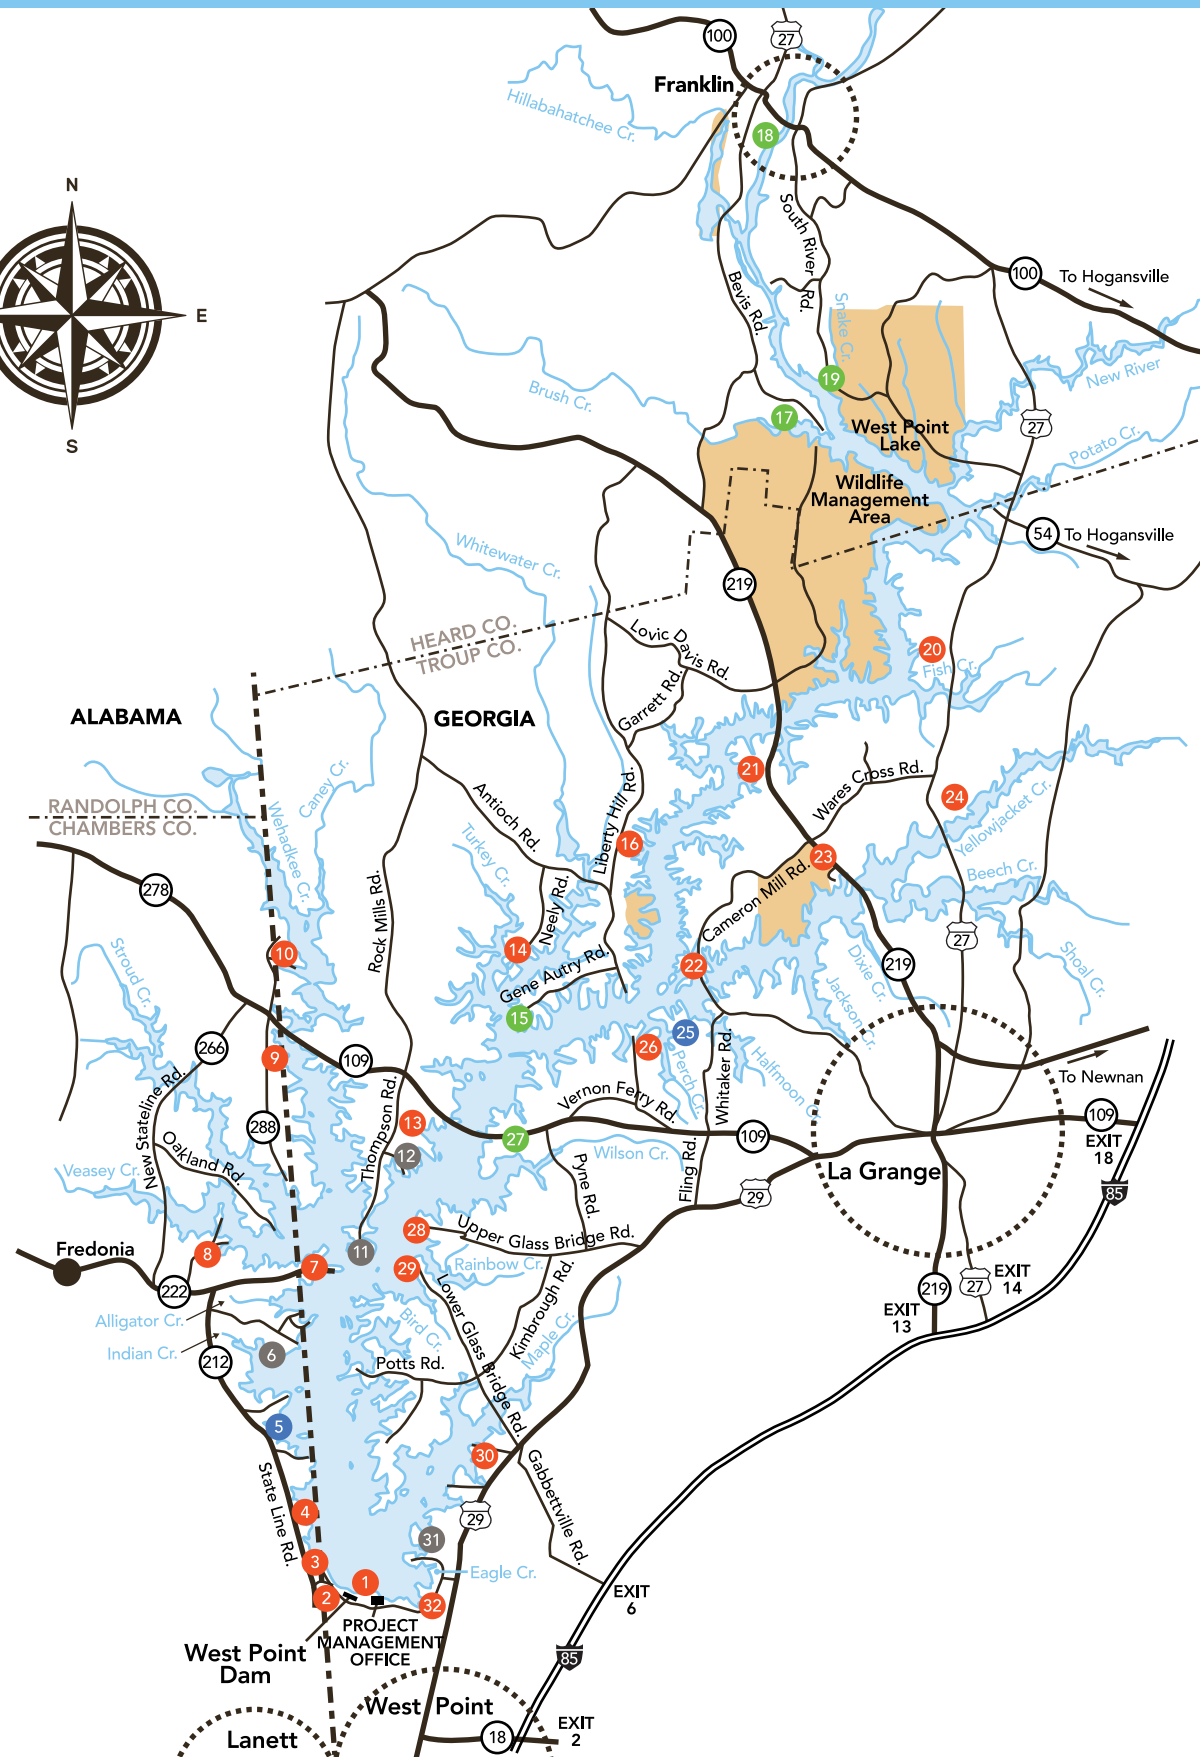 100
27
Franklin
Hillabahatchee Cr.
18
N
E
S
South River Rd.
100
To Hogansville
Bevis Rd.
Snake Cr.
New River
19
Brush Cr.
17
West Point
Lake
27
Potato Cr.
Wildlife
Management
Area
Whitewater Cr.
54
To Hogansville
219
HEARD CO.
TROUP CO.
Lovic Davis Rd.
20
Fish Cr.
Garrett Rd.
ALABAMA
GEORGIA
21
Wares Cross Rd.
24
Caney Cr.
Wehadkee Cr.
RANDOLPH CO.
CHAMBERS CO.
Antioch Rd.
Liberty Hill Rd.
16
Turkey Cr.
23
Yellowjacket Cr.
Beech Cr.
Cameron Mill Rd.
278
Rock Mills Rd.
Neely Rd.
14
10
Stroud Cr.
Gene Autry Rd.
22
Dixie Cr.
219
27
Shoal Cr.
Jackson Cr.
15
25
26
Perch Cr.
Whitaker Rd.
Halfmoon Cr.
266
9
109
To Newnan
New Stateline Rd.
Thompson Rd.
Vernon Ferry Rd.
13
27
288
109
109
EXIT
18
Oakland Rd.
12
Wilson Cr.
Pyne Rd.
Fling Rd.
La Grange
Veasey Cr.
29
85
28
Upper Glass Bridge Rd.
Fredonia
8
11
7
29
Rainbow Cr.
222
Kimbrough Rd.
Lower Glass Bridge Rd.
219
27
EXIT
14
EXIT
13
Alligator Cr.
Bird Cr.
Maple Cr.
Indian Cr.
6
212
Potts Rd.
5
30
Gabbettville Rd.
State Line Rd.
4
29
31
3
Eagle Cr.
1
2
32
EXIT
6
PROJECT
MANAGEMENT
OFFICE
West Point
Dam
85
West Point
Lanett
18
EXIT
2